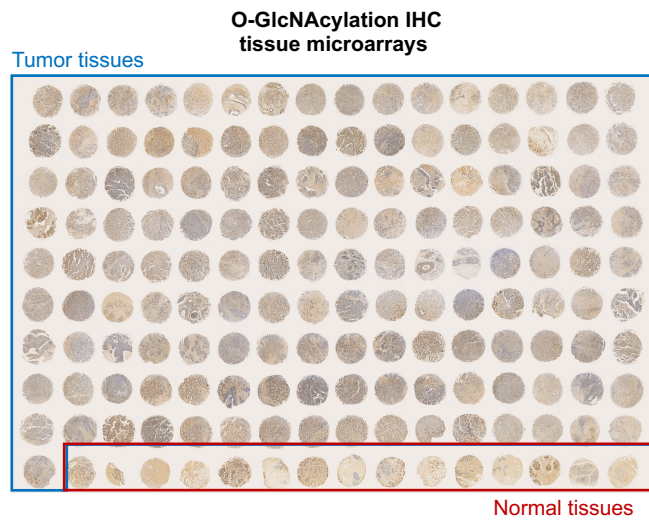 O-GlcNAcylation IHC
tissue microarrays
Tumor tissues
Normal tissues